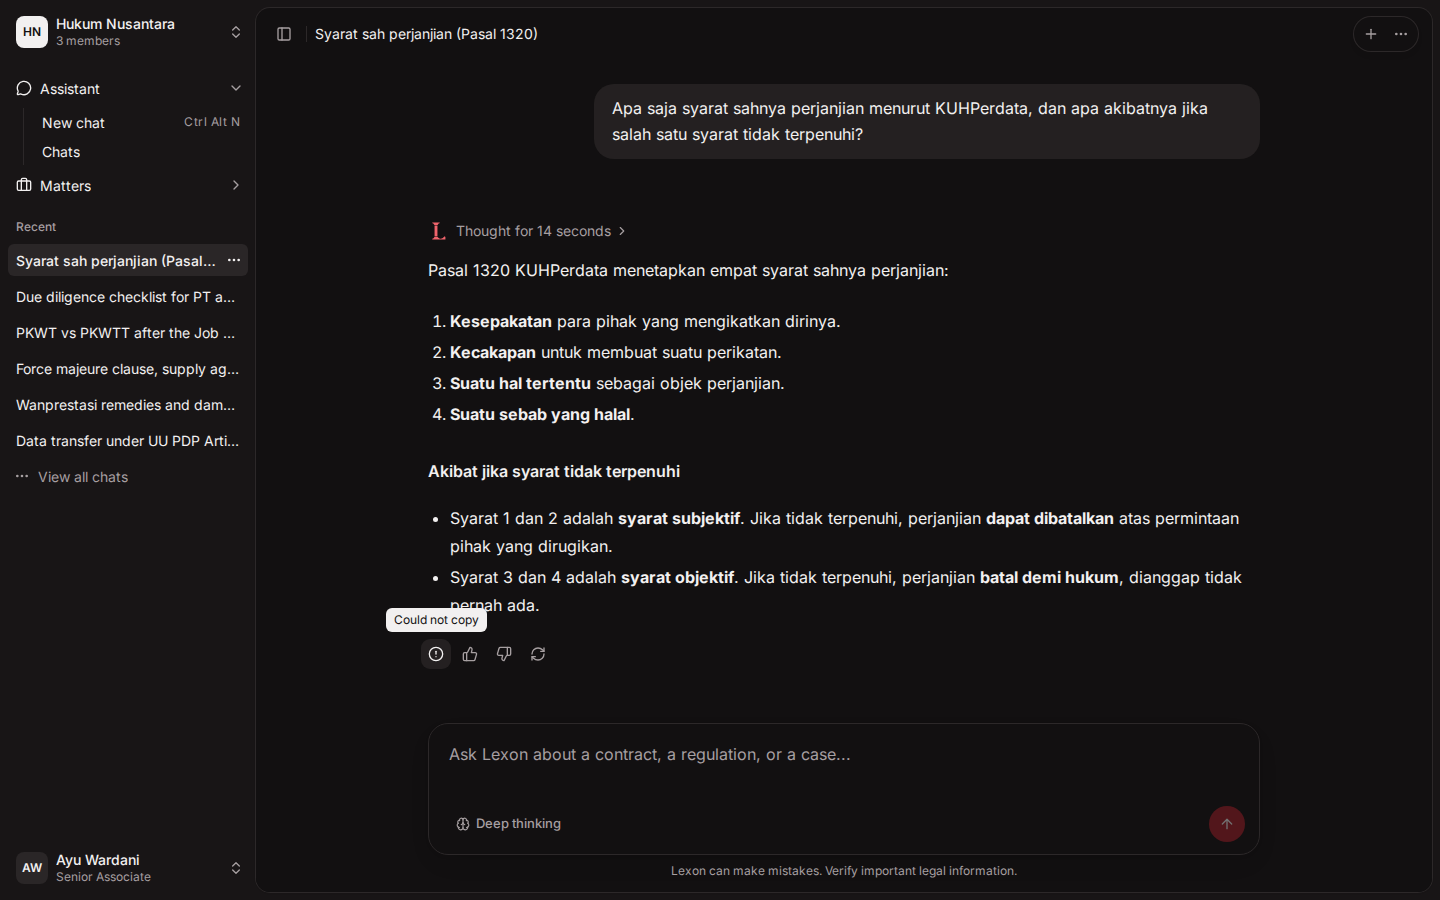 HN
Hukum Nusantara
3 members
Assistant
New chat
Ctrl Alt N
Chats
Matters
Recent
Syarat sah perjanjian (Pasal...
Due diligence checklist for PT a...
PKWT vs PKWTT after the Job ...
Force majeure clause, supply ag...
Wanprestasi remedies and dam...
Data transfer under UU PDP Arti...
View all chats
AW
Ayu Wardani
Senior Associate
Syarat sah perjanjian (Pasal 1320)
Apa saja syarat sahnya perjanjian menurut KUHPerdata, dan apa akibatnya jika
salah satu syarat tidak terpenuhi?
L Thought for 14 seconds
Pasal 1320 KUHPerdata menetapkan empat syarat sahnya perjanjian:
1. Kesepakatan para pihak yang mengikatkan dirinya.
2. Kecakapan untuk membuat suatu perikatan.
3. Suatu hal tertentu sebagai objek perjanjian.
4. Suatu sebab yang halal.
Akibat jika syarat tidak terpenuhi
• Syarat 1 dan 2 adalah syarat subjektif. Jika tidak terpenuhi, perjanjian dapat dibatalkan atas permintaan
pihak yang dirugikan.
• Syarat 3 dan 4 adalah syarat objektif. Jika tidak terpenuhi, perjanjian batal demi hukum, dianggap tidak
pernah ada.
Could not copy
Ask Lexon about a contract, a regulation, or a case...
Deep thinking
Lexon can make mistakes. Verify important legal information.